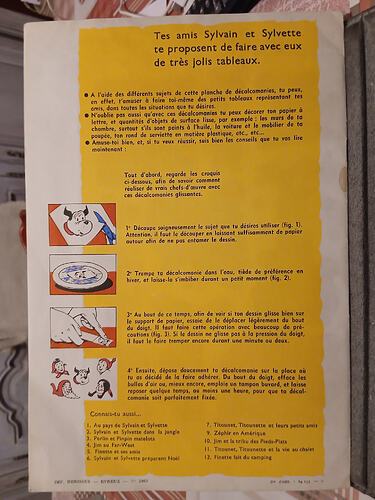 Tes amis Sylvain et Sylvette
te proposent de faire avec eux
de très jolis tableaux.
● A l'aide des différents sujets de cette planche de décalcomanies, tu peux,
en effet, t'amuser à faire toi-même des petits tableaux représentant tes
amis, dans toutes les situations que tu désires.
● N'oublie pas aussi qu'avec ces décalcomanies tu peux décorer ton papier à
lettre, et quantités d'objets de surface lisse, par exemple : les murs de ta
chambre, surtout s'ils sont peints à l'huile, la voiture et le mobilier de ta
poupée, ton rond de serviette en matière plastique, etc., etc...
● Amuse-toi bien, et, si tu veux réussir, suis bien les conseils que tu vas lire
maintenant :
Tout d'abord, regarde les croquis
ci-dessous, afin de savoir comment
réaliser de vrais chefs-d'œuvre avec
ces décalcomanies glissantes.
1° Découpe soigneusement le sujet que tu désires utiliser (fig. 1).
Attention, il faut le découper en laissant suffisamment de papier
autour afin de ne pas entamer le dessin.
2° Trempe ta décalcomanie dans l'eau, tiède de préférence en
hiver, et laisse-la s'imbiber durant un petit moment (fig. 2).
3° Au bout de ce temps, afin de voir si ton dessin glisse bien sur
le support de papier, essaie de le déplacer légèrement du bout
du doigt. Il faut faire cette opération avec beaucoup de pré-
cautions (fig. 3). Si le dessin ne glisse pas à la pression du doigt,
il faut le faire tremper encore durant une minute ou deux.
4° Ensuite, dépose doucement ta décalcomanie sur la place où
tu as décidé de la faire adhérer. Du bout du doigt, efface les
bulles d'air ou, mieux encore, emploie un tampon buvard, et laisse
reposer quelque temps, au moins une heure, pour que ta décal-
comanie soit parfaitement fixée.
Connais-tu aussi...
1. Au pays de Sylvain et Sylvette
2. Sylvain et Sylvette dans la jungle
3. Perlin et Pinpin matelots
4. Jim au Far-West
5. Finette et ses amis
6. Sylvain et Sylvette préparent Noël
7. Titounet, Titounette et leurs petits amis
9. Zéphir en Amérique
10. Jim et la tribu des Pieds-Plats
11. Titounet, Titounette et la vie au chalet
12. Finette fait du camping
IMP. HÉRISSEY - ÉVREUX - N°